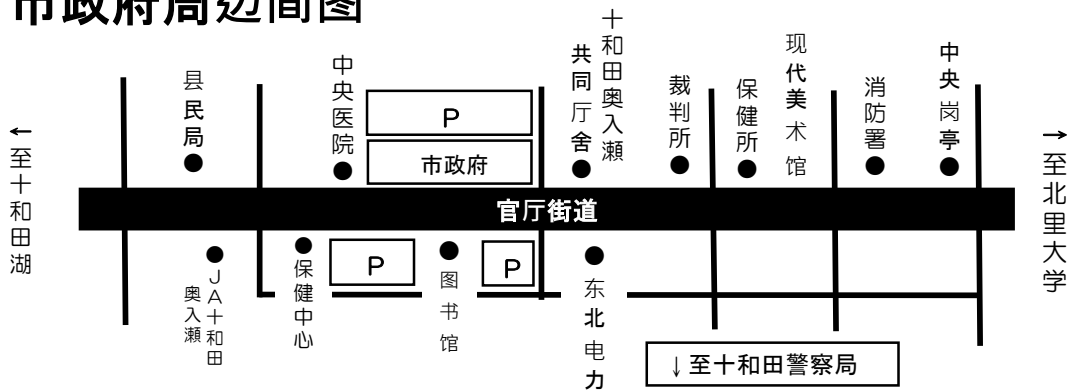 市政府周边简图
←至十和田湖
县民局
中央医院
P
市政府
共同厅舍
十和田奥入瀬
裁判所
保健所
现代美术馆
消防署
中央岗亭
→至北里大学
官厅街道
JA十和田
奥入瀬
保健中心
P
图书馆
P
东北电力
↓至十和田警察局